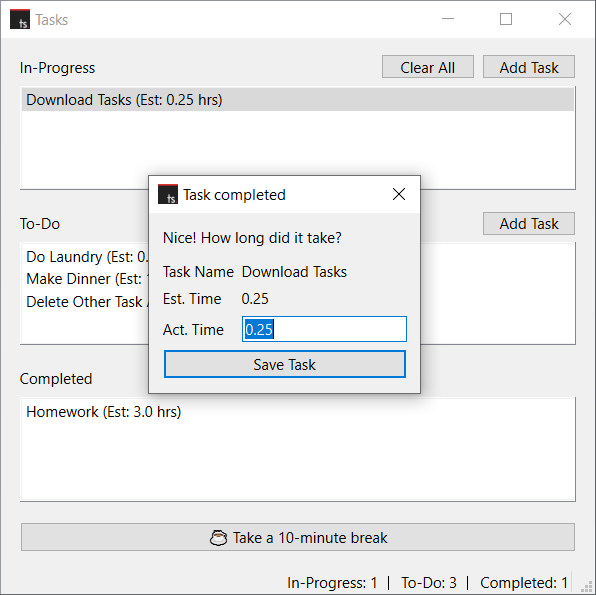 ts Tasks
In-Progress
Clear All
Add Task
Download Tasks (Est: 0.25 hrs)
ts Task completed
Nice! How long did it take?
Task Name Download Tasks
Est. Time 0.25
Act. Time 0.25
Save Task
To-Do
Add Task
Do Laundry (Est: 0.
Make Dinner (Est:
Delete Other Task
Completed
Homework (Est: 3.0 hrs)
Take a 10-minute break
In-Progress: 1 | To-Do: 3 | Completed: 1